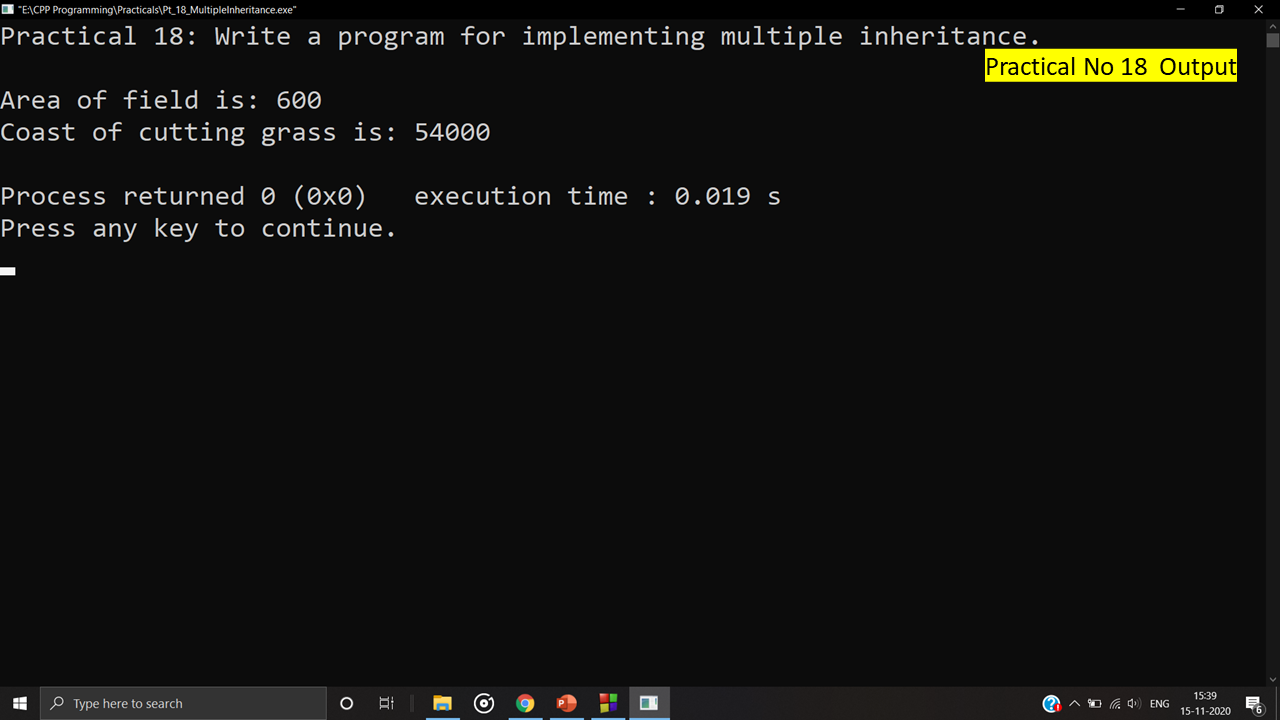 "E:\CPP Programming\Practicals\Pt_18_MultipleInheritance.exe"
Practical 18: Write a program for implementing multiple inheritance.
Practical No 18  Output
Area of field is: 600
Coast of cutting grass is: 54000
Process returned 0 (0x0)   execution time : 0.019 s
Press any key to continue.
Type here to search
ENG
15:39
15-11-2020
6